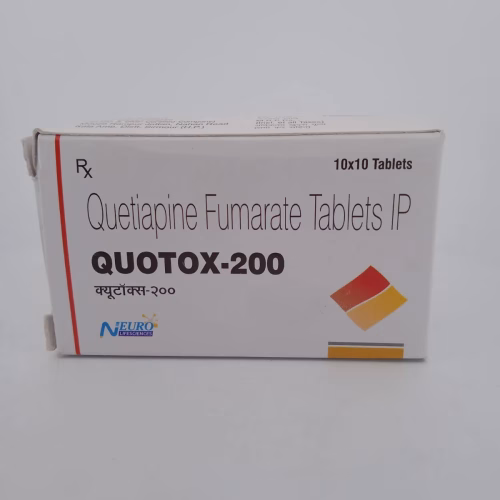 Rx
10x10 Tablets
Quetiapine Fumarate Tablets IP
QUOTOX-200
क्यूटॉक्स-२००
NEURO